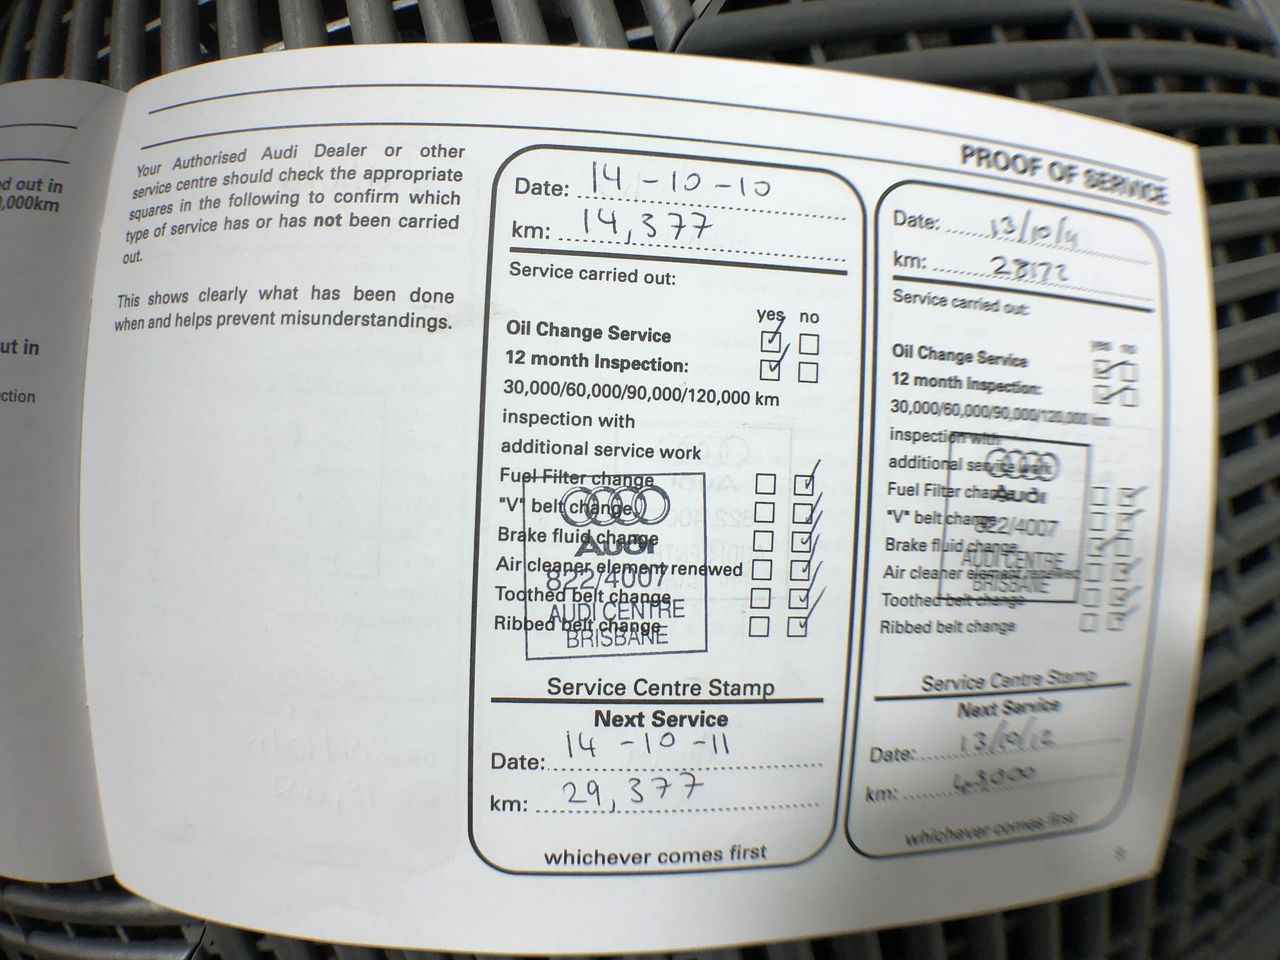 ed out in
0,000km
ut in
ction
Your Authorised Audi Dealer or other
service centre should check the appropriate
squares in the following to confirm which
type of service has or has not been carried
out.
This shows clearly what has been done
when and helps prevent misunderstandings.
Date: 14-10-10
km: 14,377
Service carried out:
yes no
Oil Change Service
12 month Inspection:
30,000/60,000/90,000/120,000 km
inspection with
additional service work
Fuel Filter change
"V" belt change
Brake fluid change
Air cleaner element renewed
Toothed belt change
Ribbed belt change
Audi
822/4007
AUDI CENTRE
BRISBANE
Service Centre Stamp
Next Service
Date: 14-10-11
km: 29,377
whichever comes first
PROOF OF SERVICE
Date: 13/10/11
km: 28172
Service carried out:
yes no
Oil Change Service
12 month Inspection:
30,000/60,000/90,000/120,000 km
inspection with
additional service work
Fuel Filter change
"V" belt change
Brake fluid change
Air cleaner element renewed
Toothed belt change
Ribbed belt change
Audi
822/4007
AUDI CENTRE
BRISBANE
Service Centre Stamp
Next Service
Date: 13/10/12
km: 43000
whichever comes first